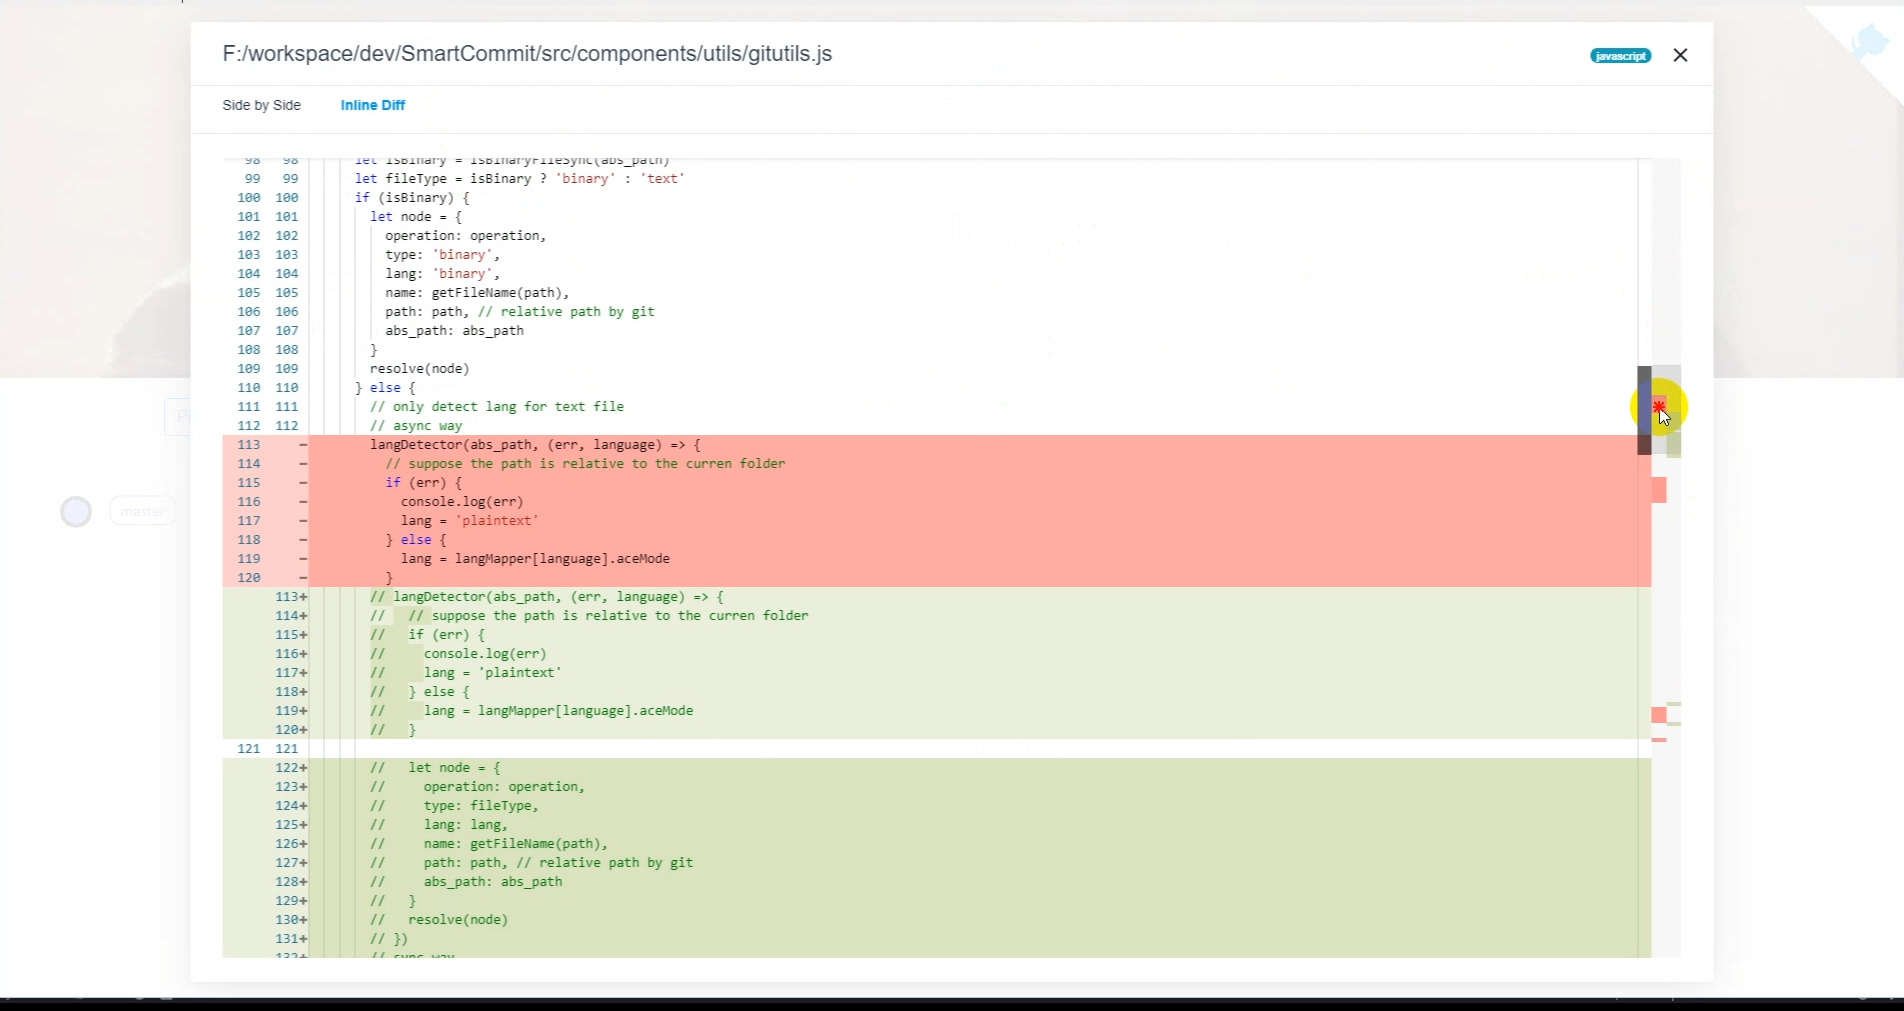 F:/workspace/dev/SmartCommit/src/components/utils/gitutils.js
javascript
Side by Side Inline Diff
98 98 let isBinary = isBinaryFileSync(abs_path)
99 99 let fileType = isBinary ? 'binary' : 'text'
100 100 if (isBinary) {
101 101 let node = {
102 102 operation: operation,
103 103 type: 'binary',
104 104 lang: 'binary',
105 105 name: getFileName(path),
106 106 path: path, // relative path by git
107 107 abs_path: abs_path
108 108 }
109 109 resolve(node)
110 110 } else {
111 111 // only detect lang for text file
112 112 // async way
113 − langDetector(abs_path, (err, language) => {
114 − // suppose the path is relative to the curren folder
115 − if (err) {
116 − console.log(err)
117 − lang = 'plaintext'
118 − } else {
119 − lang = langMapper[language].aceMode
120 − }
113+ // langDetector(abs_path, (err, language) => {
114+ // // suppose the path is relative to the curren folder
115+ // if (err) {
116+ // console.log(err)
117+ // lang = 'plaintext'
118+ // } else {
119+ // lang = langMapper[language].aceMode
120+ // }
121 121
122+ // let node = {
123+ // operation: operation,
124+ // type: fileType,
125+ // lang: lang,
126+ // name: getFileName(path),
127+ // path: path, // relative path by git
128+ // abs_path: abs_path
129+ // }
130+ // resolve(node)
131+ // })
132+ // sync way
master